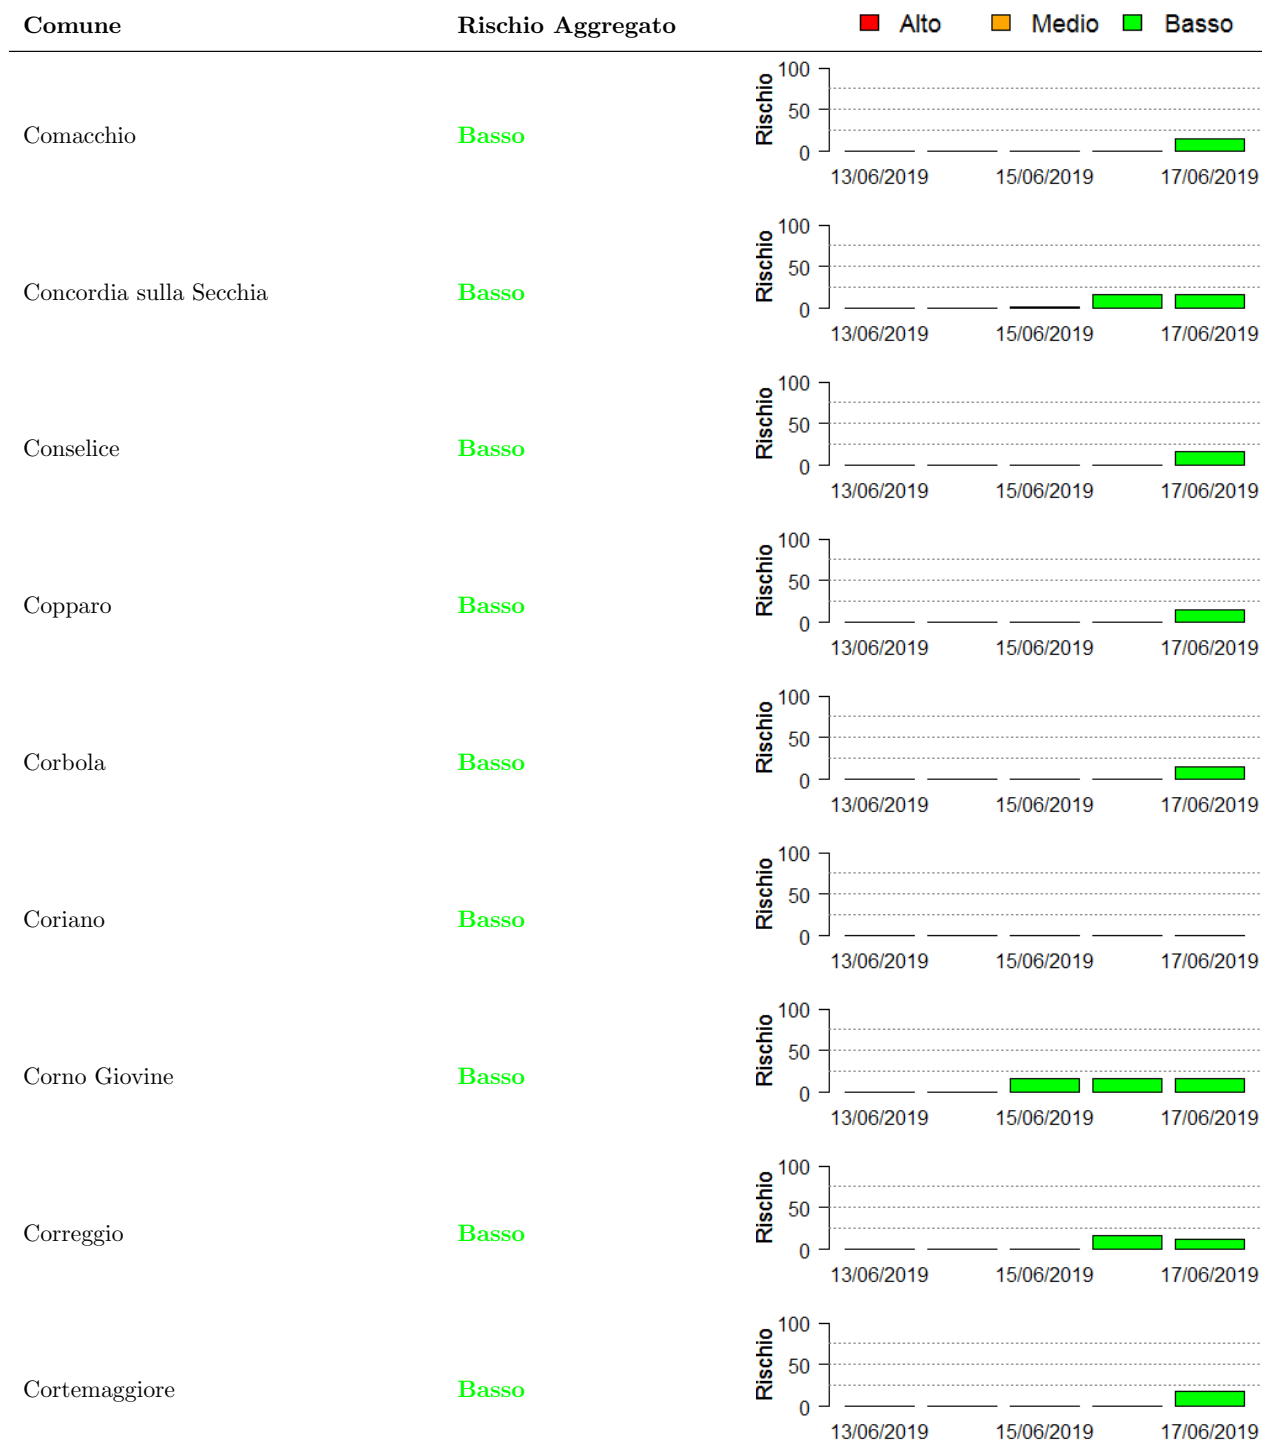 Comune Rischio Aggregato Alto Medio Basso
100
50
0
Rischio
Comacchio Basso
13/06/2019 15/06/2019 17/06/2019
100
50
0
Rischio
Concordia sulla Secchia Basso
13/06/2019 15/06/2019 17/06/2019
100
50
0
Rischio
Conselice Basso
13/06/2019 15/06/2019 17/06/2019
100
50
0
Rischio
Copparo Basso
13/06/2019 15/06/2019 17/06/2019
100
50
0
Rischio
Corbola Basso
13/06/2019 15/06/2019 17/06/2019
100
50
0
Rischio
Coriano Basso
13/06/2019 15/06/2019 17/06/2019
100
50
0
Rischio
Corno Giovine Basso
13/06/2019 15/06/2019 17/06/2019
100
50
0
Rischio
Correggio Basso
13/06/2019 15/06/2019 17/06/2019
100
50
0
Rischio
Cortemaggiore Basso
13/06/2019 15/06/2019 17/06/2019